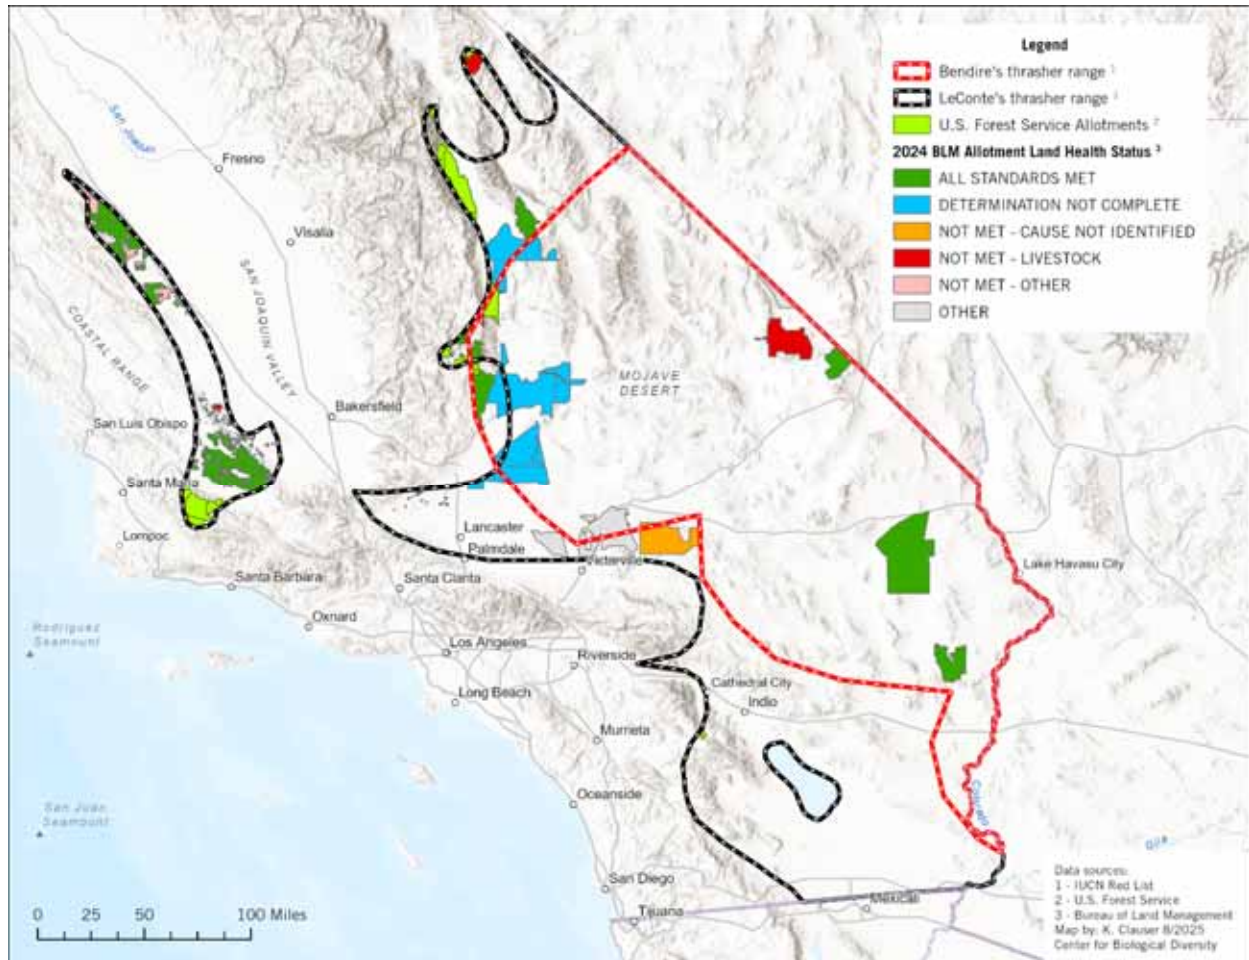 Legend
Bendire's thrasher range 1
LeConte's thrasher range 1
U.S. Forest Service Allotments 2
2024 BLM Allotment Land Health Status 3
ALL STANDARDS MET
DETERMINATION NOT COMPLETE
NOT MET - CAUSE NOT IDENTIFIED
NOT MET - LIVESTOCK
NOT MET - OTHER
OTHER
San Joaquin
Fresno
Visalia
SAN JOAQUIN VALLEY
COASTAL RANGE
MOJAVE
DESERT
Bakersfield
San Luis Obispo
Santa Maria
Lompoc
Lancaster
Palmdale
Victorville
Lake Havasu City
Santa Barbara
Santa Clarita
Oxnard
Rodriguez
Seamount
Los Angeles
Riverside
Long Beach
Cathedral City
Indio
Murrieta
Oceanside
San Juan
Seamount
Colorado
Gila
San Diego
Tijuana
Mexicali
0 25 50 100 Miles
Data sources:
1 - IUCN Red List
2 - U.S. Forest Service
3 - Bureau of Land Management
Map by: K. Clauser 8/2025
Center for Biological Diversity